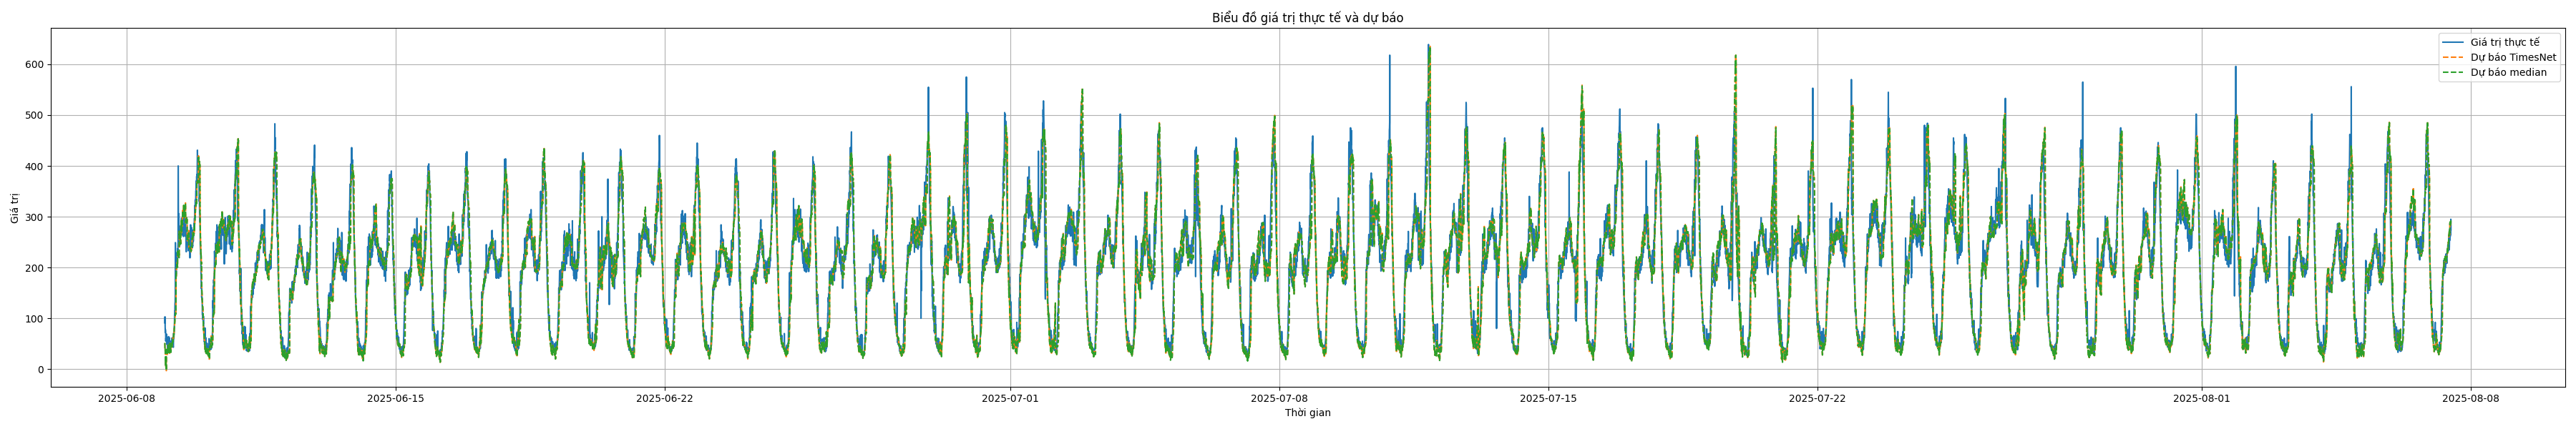 Biểu đồ giá trị thực tế và dự báo
Giá trị thực tế
Dự báo TimesNet
Dự báo median
600
500
400
300
200
100
0
Giá trị
2025-06-08
2025-06-15
2025-06-22
2025-07-01
2025-07-08
2025-07-15
2025-07-22
2025-08-01
2025-08-08
Thời gian